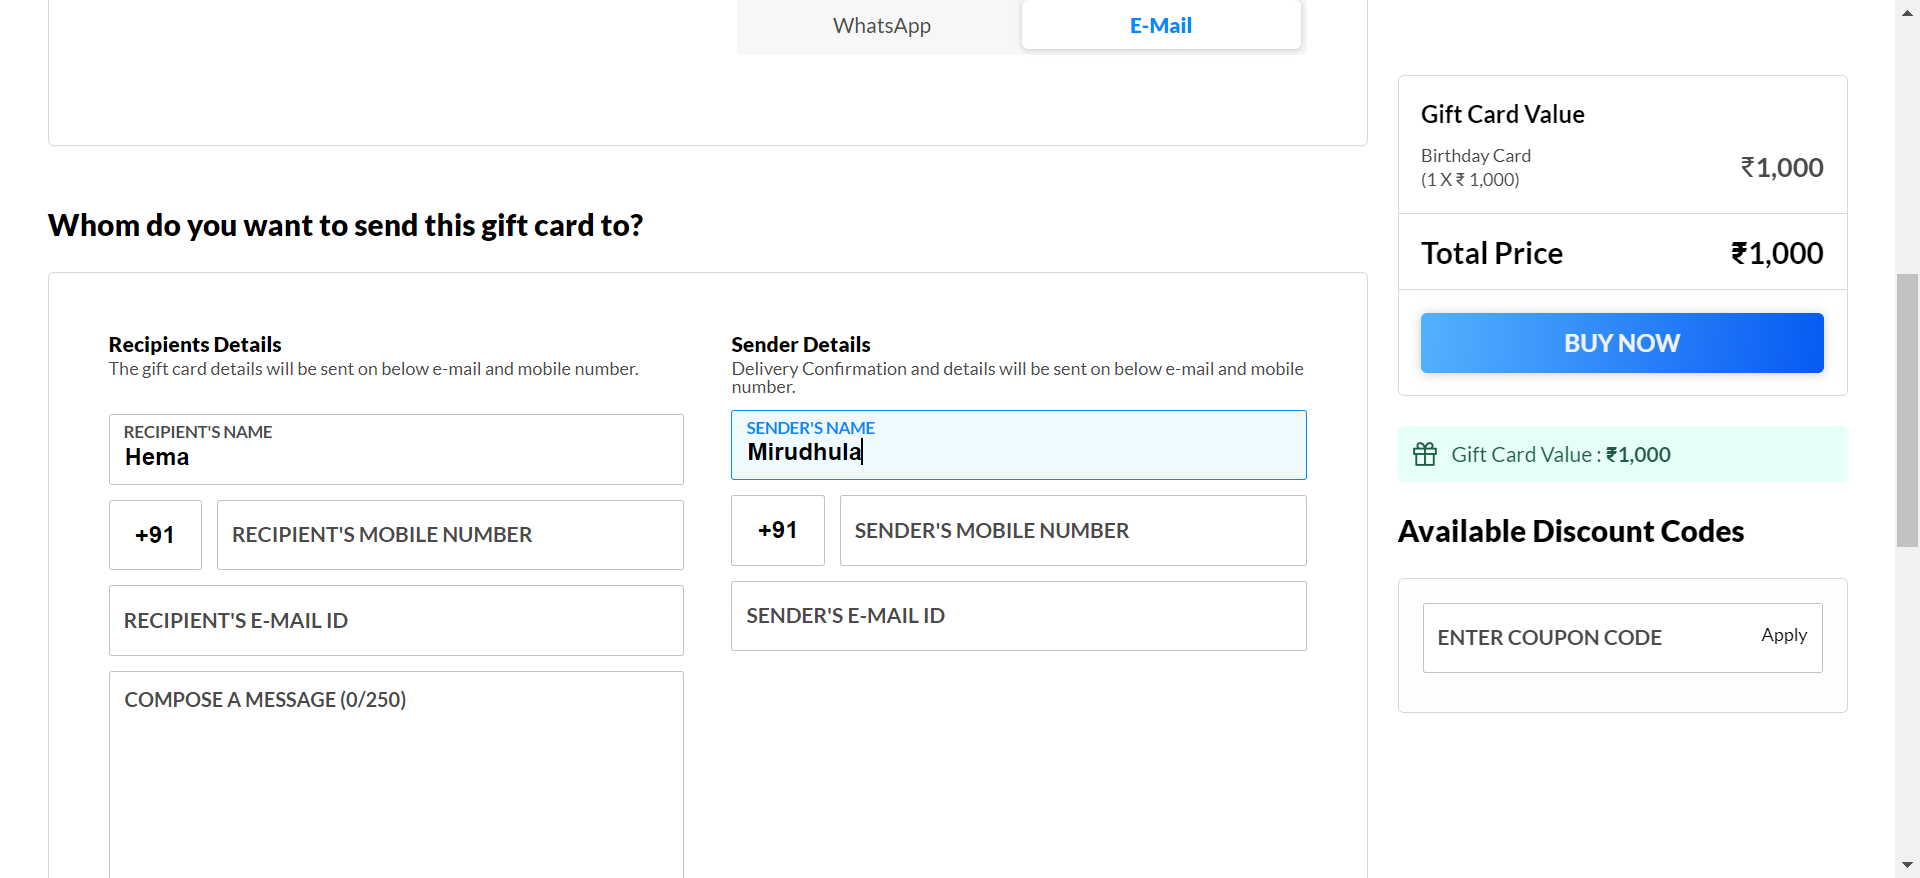 WhatsApp
E-Mail
Whom do you want to send this gift card to?
Recipients Details
The gift card details will be sent on below e-mail and mobile number.
RECIPIENT'S NAME
Hema
+91
RECIPIENT'S MOBILE NUMBER
RECIPIENT'S E-MAIL ID
COMPOSE A MESSAGE (0/250)
Sender Details
Delivery Confirmation and details will be sent on below e-mail and mobile
number.
SENDER'S NAME
Mirudhula
+91
SENDER'S MOBILE NUMBER
SENDER'S E-MAIL ID
Gift Card Value
Birthday Card
(1 X ₹ 1,000)
₹1,000
Total Price
₹1,000
BUY NOW
Gift Card Value : ₹1,000
Available Discount Codes
ENTER COUPON CODE
Apply